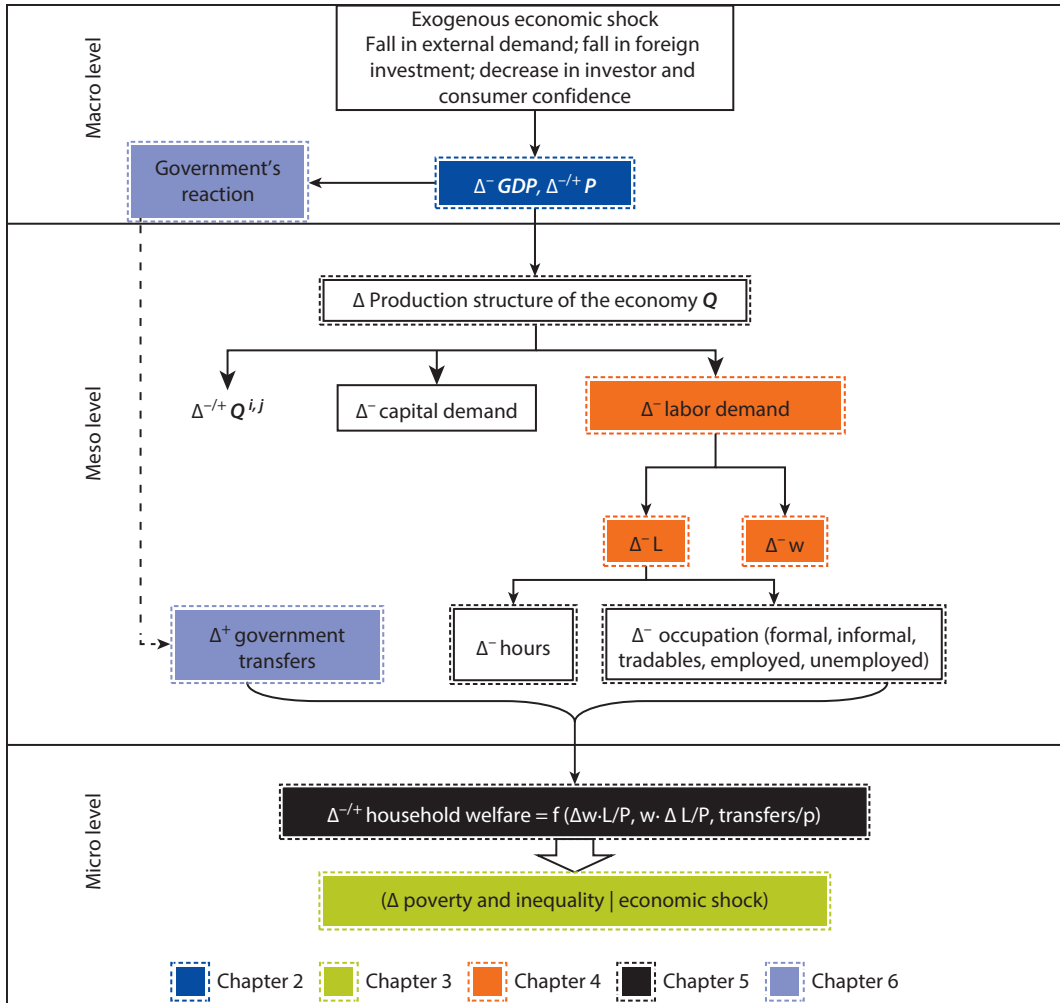 Macro level
Exogenous economic shock
Fall in external demand; fall in foreign
investment; decrease in investor and
consumer confidence
Government's
reaction
Δ⁻ GDP, Δ⁻/⁺ P
Meso level
Δ Production structure of the economy Q
Δ⁻/⁺ Q i, j
Δ⁻ capital demand
Δ⁻ labor demand
Δ⁻ L
Δ⁻ w
Δ⁺ government
transfers
Δ⁻ hours
Δ⁻ occupation (formal, informal,
tradables, employed, unemployed)
Micro level
Δ⁻/⁺ household welfare = f (Δw·L/P, w· Δ L/P, transfers/p)
(Δ poverty and inequality | economic shock)
Chapter 2
Chapter 3
Chapter 4
Chapter 5
Chapter 6